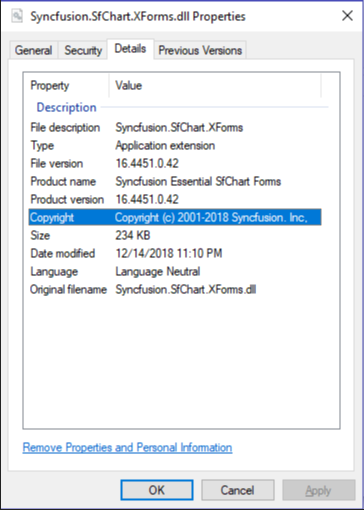 Syncfusion.SfChart.XForms.dll Properties
General Security Details Previous Versions
Property Value
Description
File description Syncfusion.SfChart.XForms
Type Application extension
File version 16.4451.0.42
Product name Syncfusion Essential SfChart Forms
Product version 16.4451.0.42
Copyright Copyright (c) 2001-2018 Syncfusion. Inc,
Size 234 KB
Date modified 12/14/2018 11:10 PM
Language Language Neutral
Original filename Syncfusion.SfChart.XForms.dll
Remove Properties and Personal Information
OK Cancel Apply